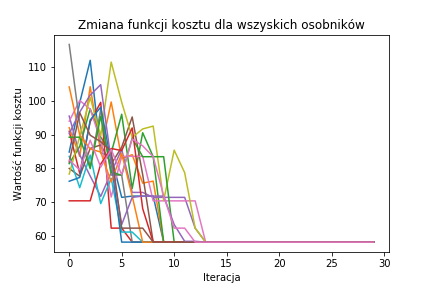 Zmiana funkcji kosztu dla wszyskich osobników
Wartość funkcji kosztu
110
100
90
80
70
60
0 5 10 15 20 25 30
Iteracja